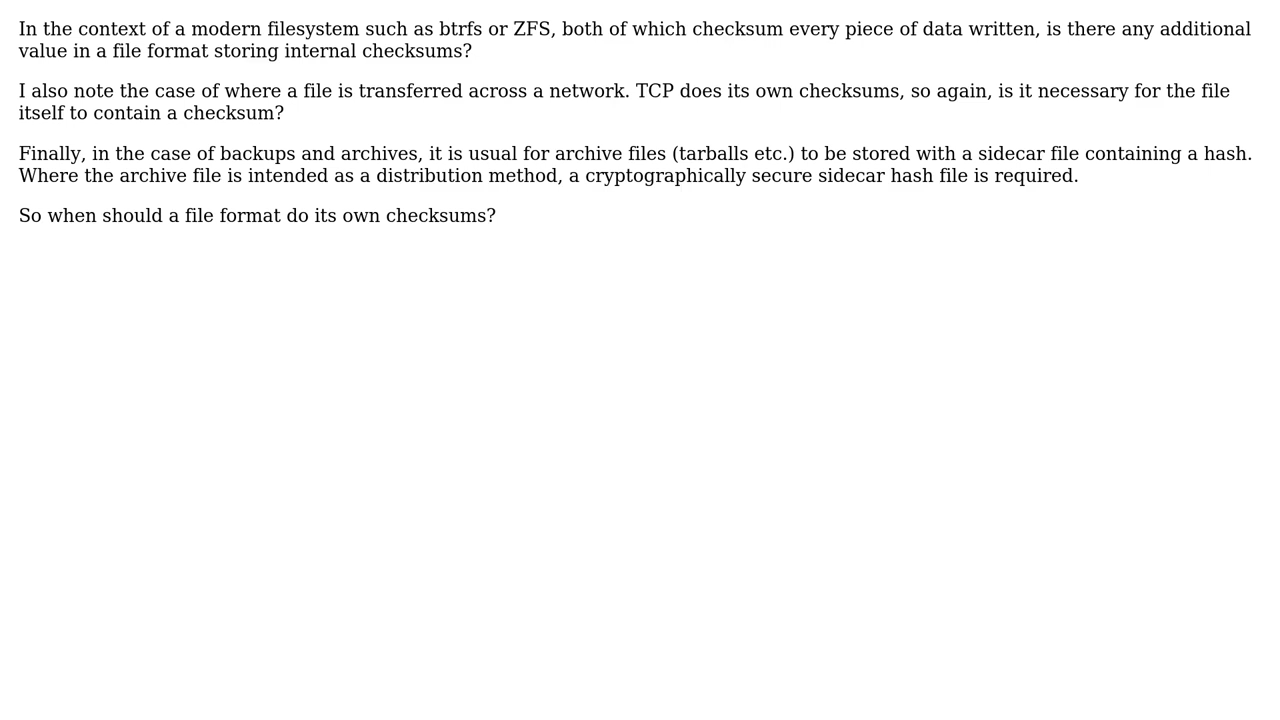 In the context of a modern filesystem such as btrfs or ZFS, both of which checksum every piece of data written, is there any additional
value in a file format storing internal checksums?
I also note the case of where a file is transferred across a network. TCP does its own checksums, so again, is it necessary for the file
itself to contain a checksum?
Finally, in the case of backups and archives, it is usual for archive files (tarballs etc.) to be stored with a sidecar file containing a hash.
Where the archive file is intended as a distribution method, a cryptographically secure sidecar hash file is required.
So when should a file format do its own checksums?